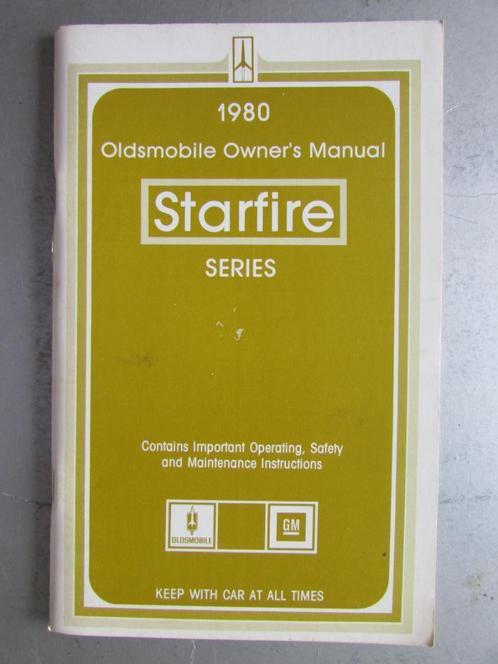 1980
Oldsmobile Owner's Manual
Starfire
SERIES
Contains Important Operating, Safety
and Maintenance Instructions
OLDSMOBILE
GM
KEEP WITH CAR AT ALL TIMES